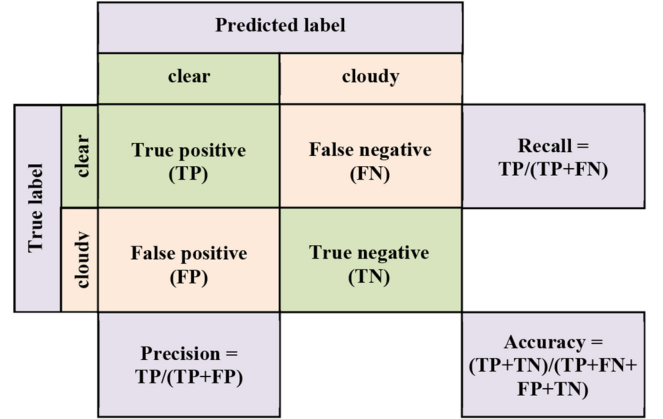 Predicted label
clear
cloudy
True label
clear
True positive
(TP)
False negative
(FN)
Recall =
TP/(TP+FN)
cloudy
False positive
(FP)
True negative
(TN)
Precision =
TP/(TP+FP)
Accuracy =
(TP+TN)/(TP+FN+
FP+TN)